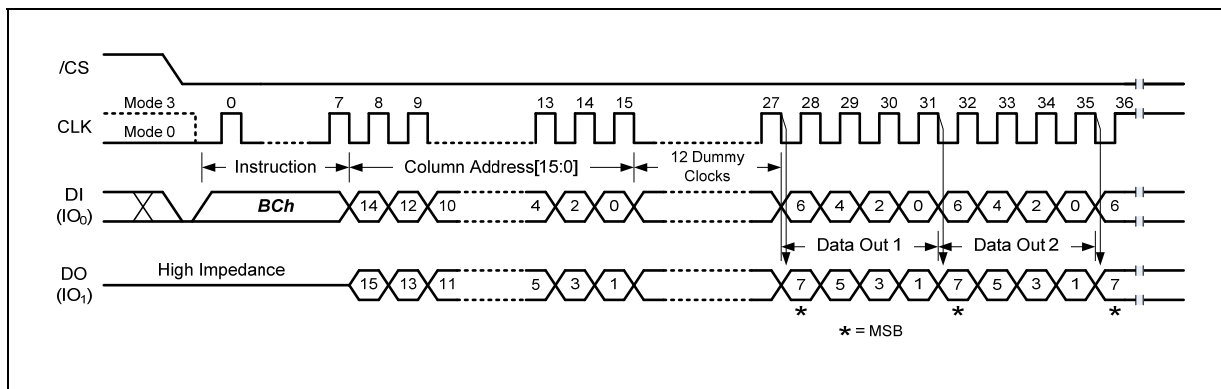 /CS
Mode 3 0 7 8 9 13 14 15 27 28 29 30 31 32 33 34 35 36
CLK Mode 0
Instruction Column Address[15:0] 12 Dummy
Clocks
DI
(IO0) BCh 14 12 10 4 2 0 6 4 2 0 6 4 2 0 6
Data Out 1 Data Out 2
DO High Impedance
(IO1) 15 13 11 5 3 1 7 5 3 1 7 5 3 1 7
* * *
* = MSB